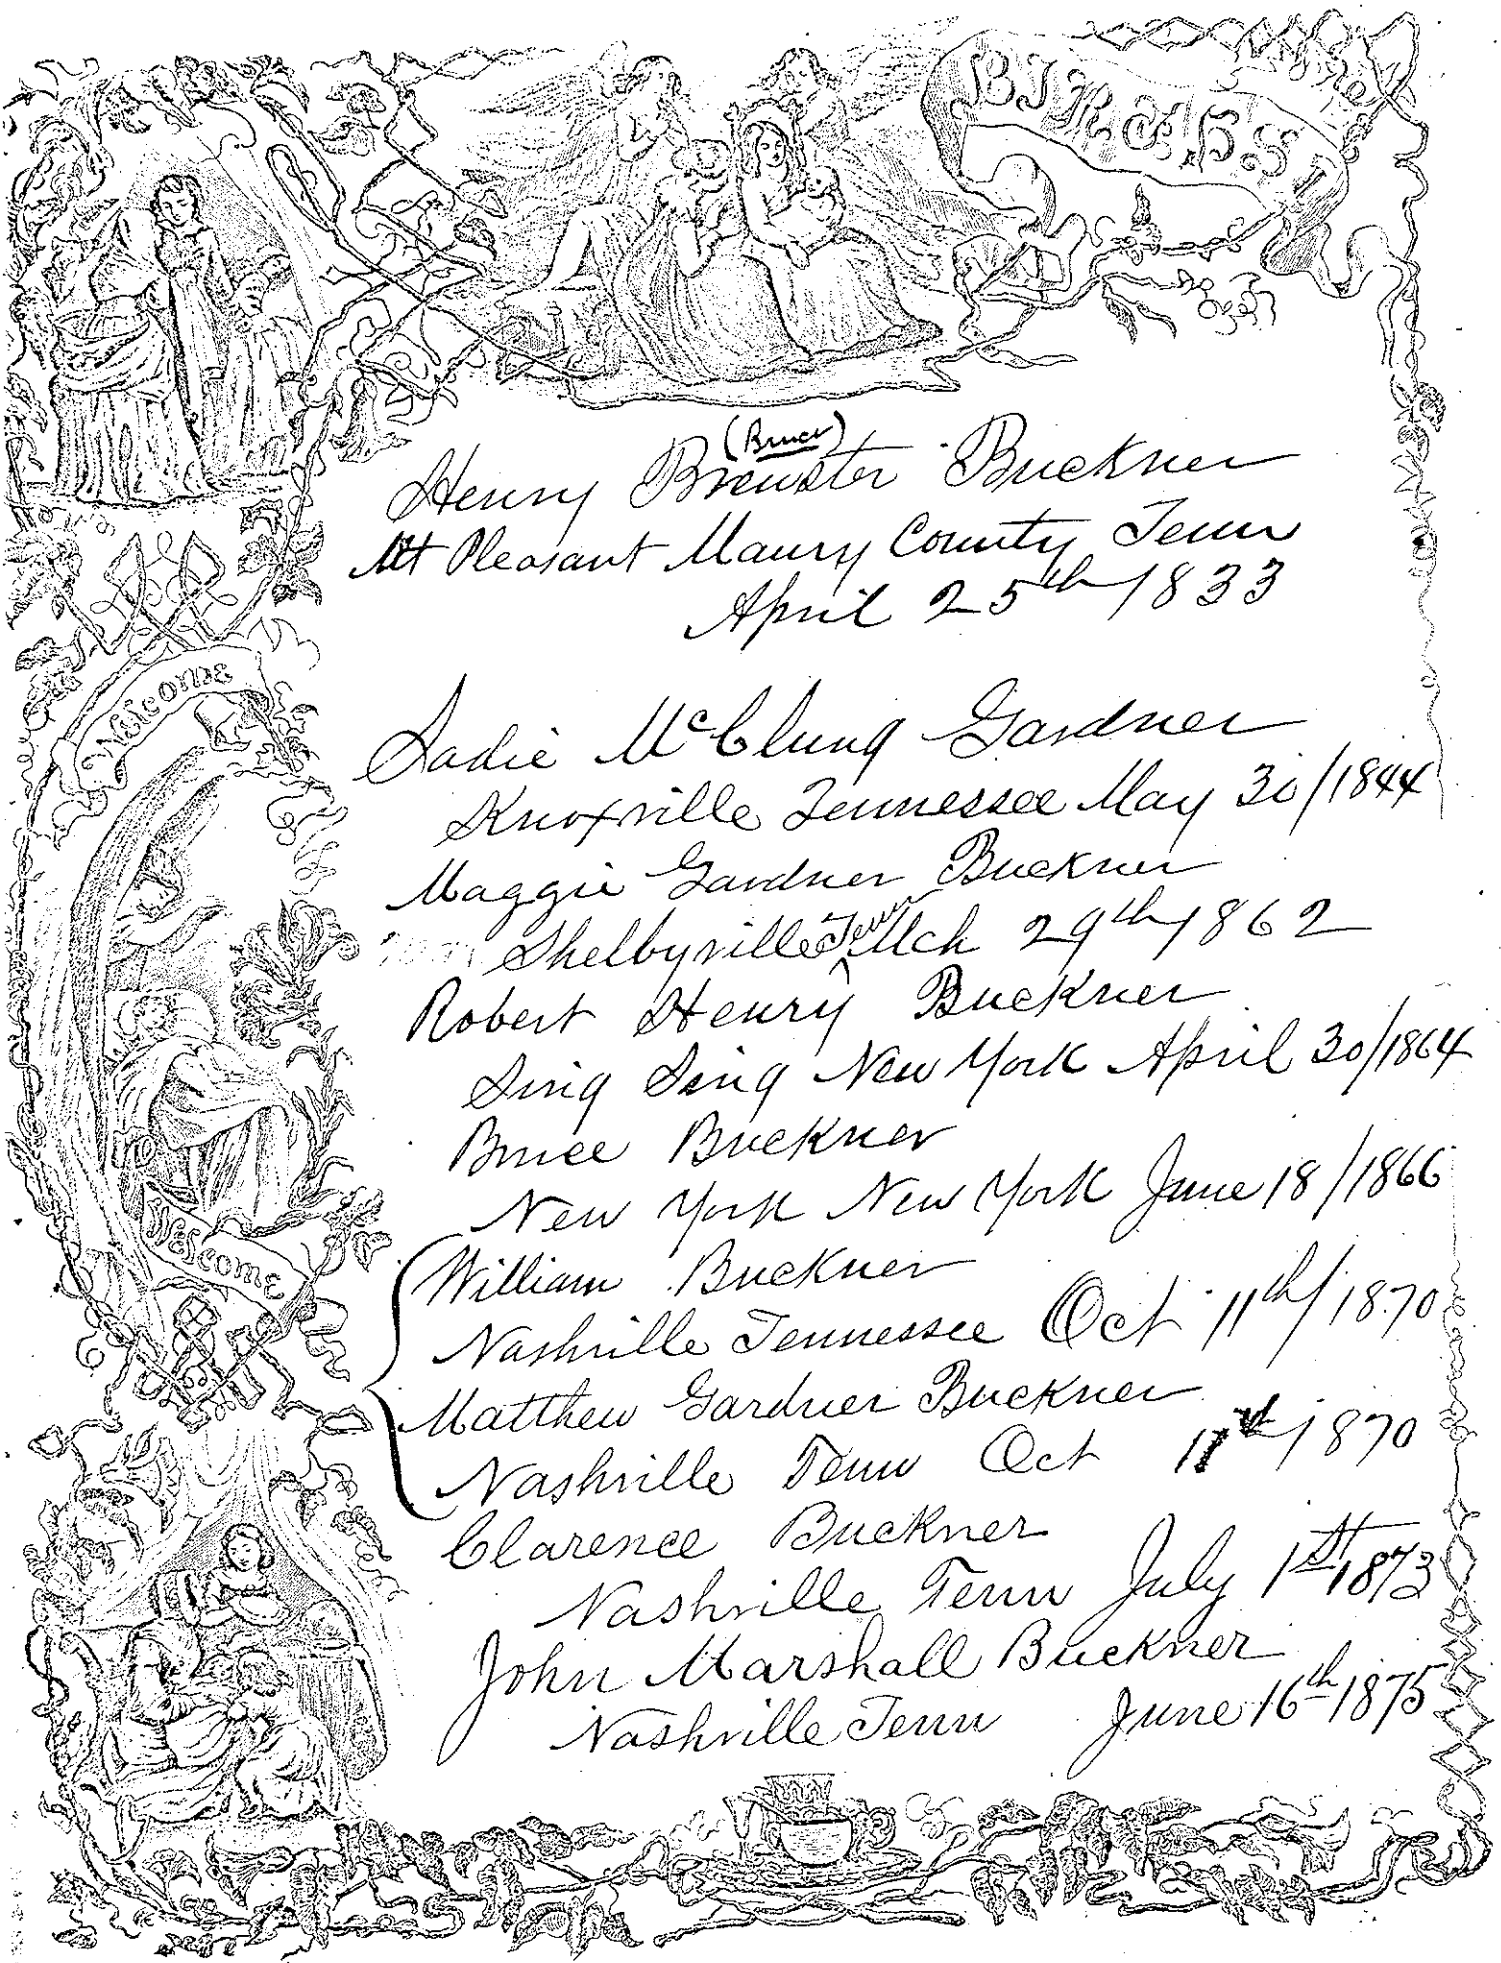 BIRTHS.
(Bruce)
Henry Brewster Buckner
Mt Pleasant Maury County Tenn
April 25th 1833
Welcome
Sadie McClung Gardner
Knoxville Tennessee May 30/1844
Maggie Gardner Buckner
Shelbyville Tenn Mch 29th 1862
Robert Henry Buckner
Sing Sing New York April 30/1864
Bruce Buckner
New York New York June 18/1866
Welcome
William Buckner
Nashville Tennessee Oct 11th/1870
Matthew Gardner Buckner
Nashville Tenn Oct 11th 1870
Clarence Buckner
Nashville Tenn July 1st 1873
John Marshall Buckner
Nashville Tenn June 16th 1875